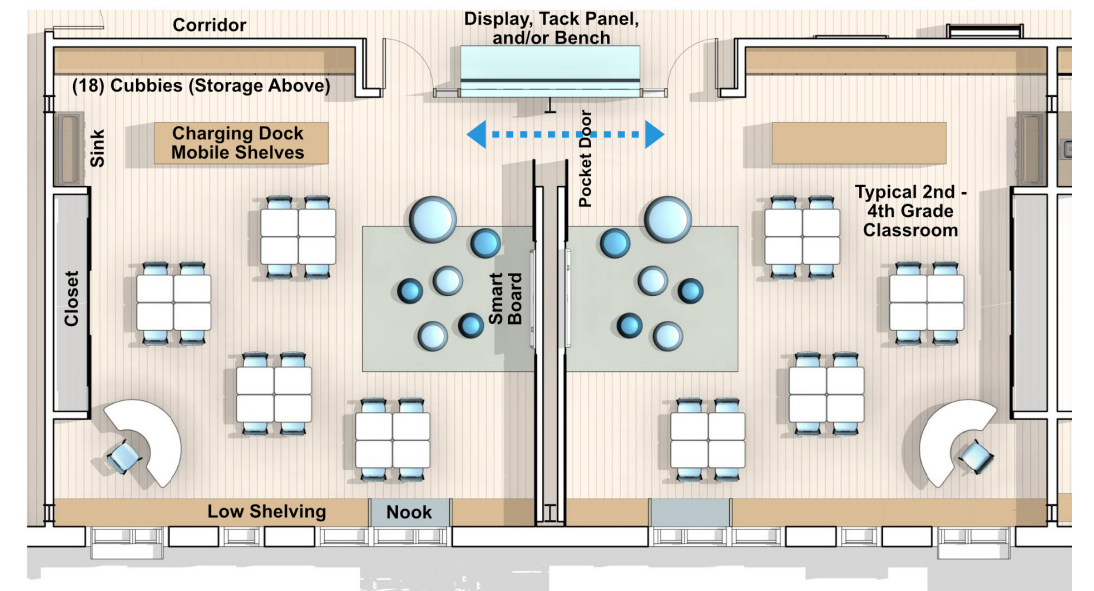 Corridor
Display, Tack Panel,
and/or Bench
(18) Cubbies (Storage Above)
Sink
Charging Dock
Mobile Shelves
Pocket Door
Typical 2nd -
4th Grade
Classroom
Closet
Smart
Board
Low Shelving
Nook